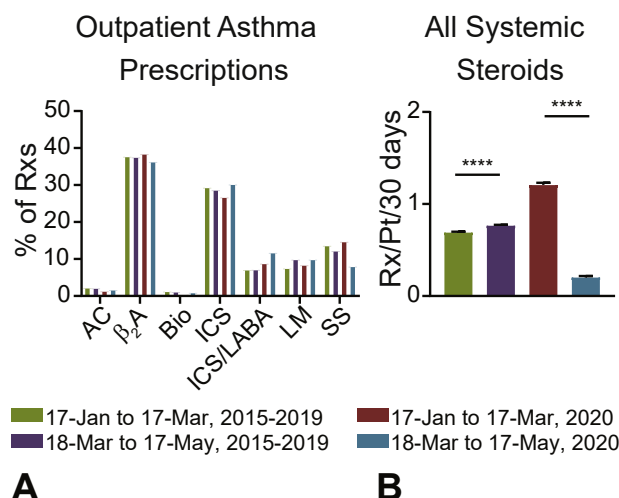 Outpatient Asthma
Prescriptions
% of Rxs
50
40
30
20
10
0
AC
β₂A
Bio
ICS
ICS/LABA
LM
SS
All Systemic
Steroids
Rx/Pt/30 days
2
1
0
****
****
17-Jan to 17-Mar, 2015-2019
18-Mar to 17-May, 2015-2019
17-Jan to 17-Mar, 2020
18-Mar to 17-May, 2020
A
B